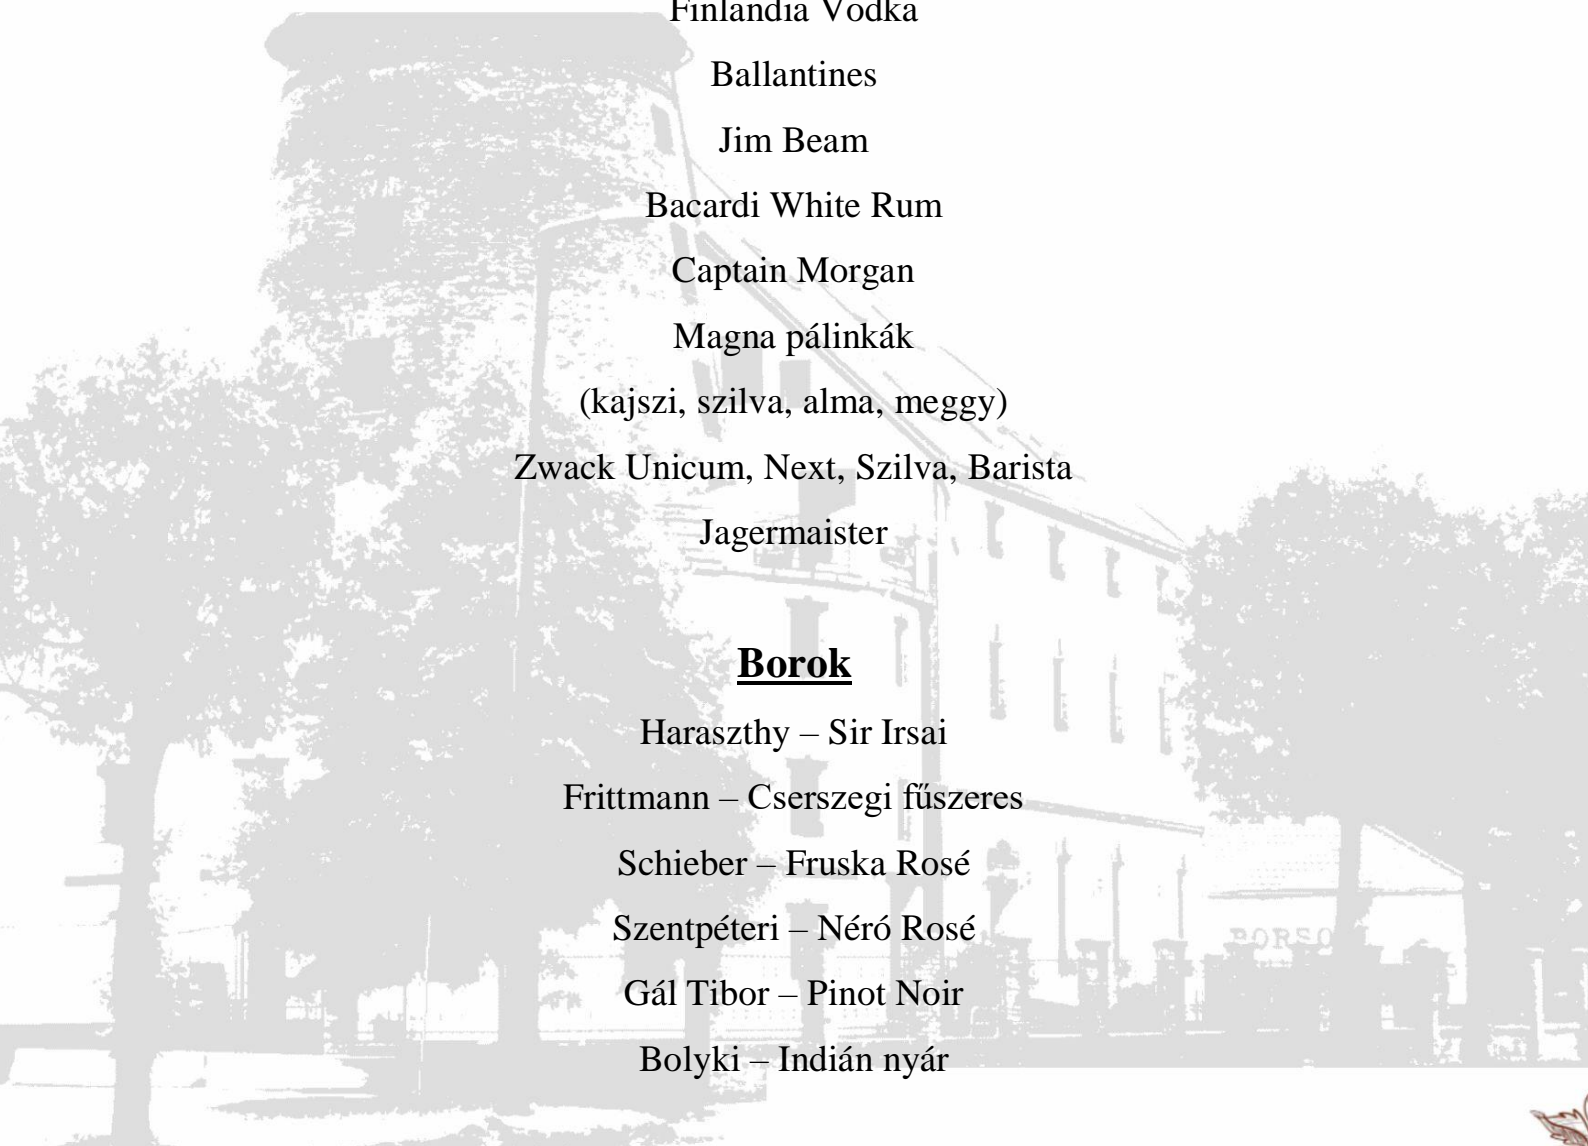 Finlandia Vodka
Ballantines
Jim Beam
Bacardi White Rum
Captain Morgan
Magna pálinkák
(kajszi, szilva, alma, meggy)
Zwack Unicum, Next, Szilva, Barista
Jagermaister
Borok
Haraszthy – Sir Irsai
Frittmann – Cserszegi fűszeres
Schieber – Fruska Rosé
Szentpéteri – Néró Rosé
BORSO
Gál Tibor – Pinot Noir
Bolyki – Indián nyár